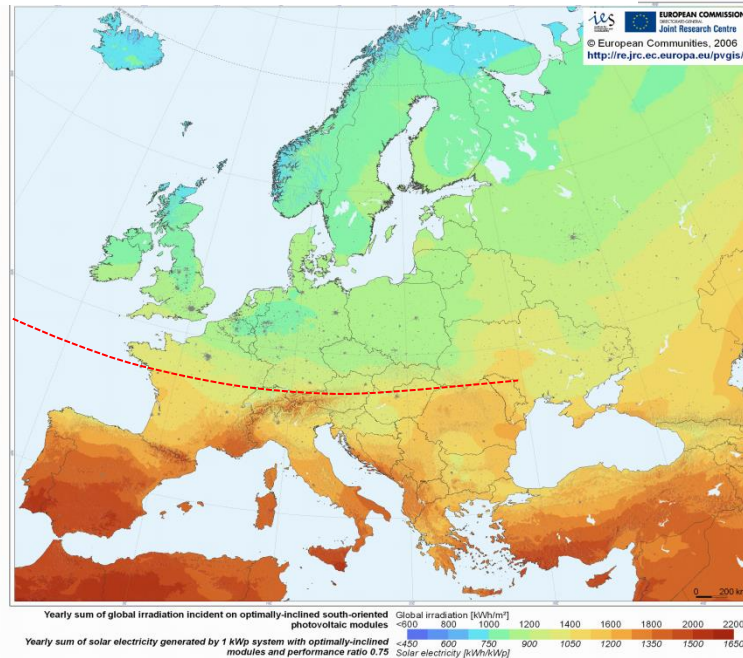 ies
EUROPEAN COMMISSION
DIRECTORATE-GENERAL
Joint Research Centre
© European Communities, 2006
http://re.jrc.ec.europa.eu/pvgis/
0 200 km
Yearly sum of global irradiation incident on optimally-inclined south-oriented
photovoltaic modules
Global irradiation [kWh/m²]
<600 800 1000 1200 1400 1600 1800 2000 2200
Yearly sum of solar electricity generated by 1 kWp system with optimally-inclined
modules and performance ratio 0.75
<450 600 750 900 1050 1200 1350 1500 1650
Solar electricity [kWh/kWp]